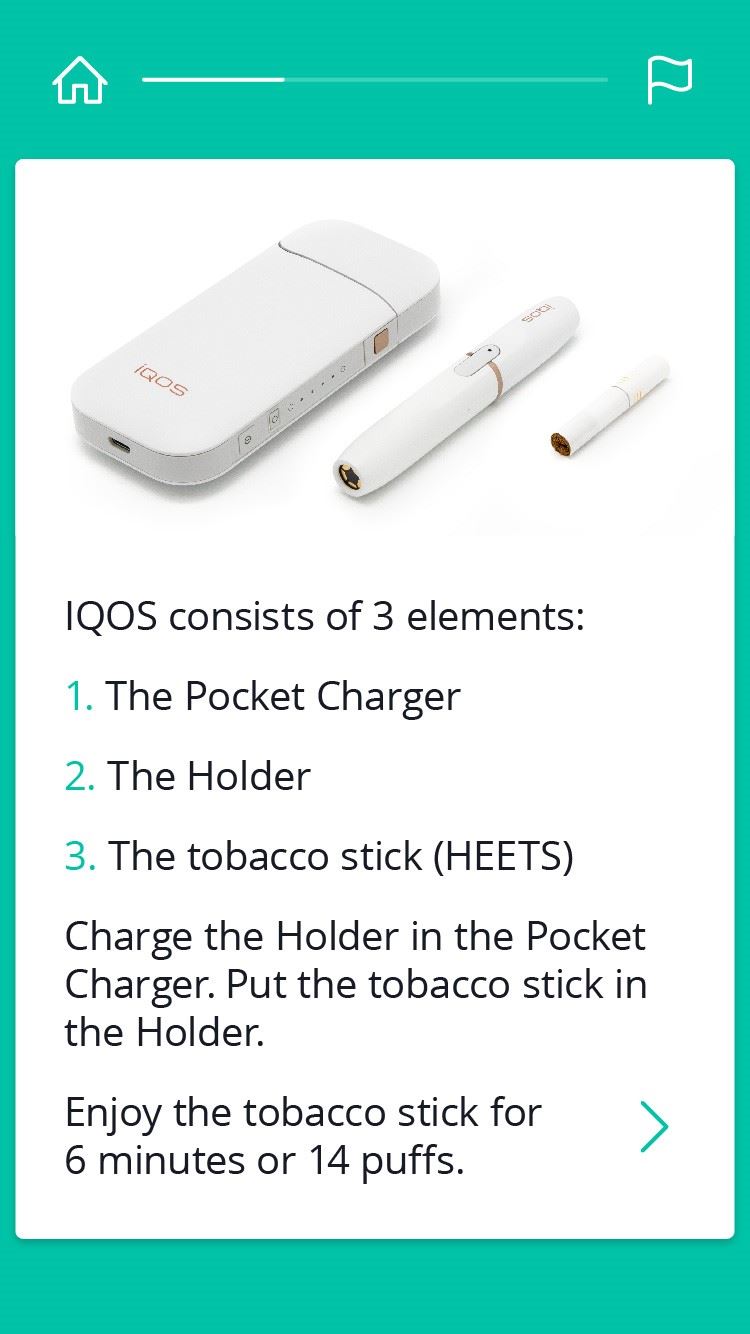 iQOS
iQOS
IQOS consists of 3 elements:
1. The Pocket Charger
2. The Holder
3. The tobacco stick (HEETS)
Charge the Holder in the Pocket
Charger. Put the tobacco stick in
the Holder.
Enjoy the tobacco stick for
6 minutes or 14 puffs.